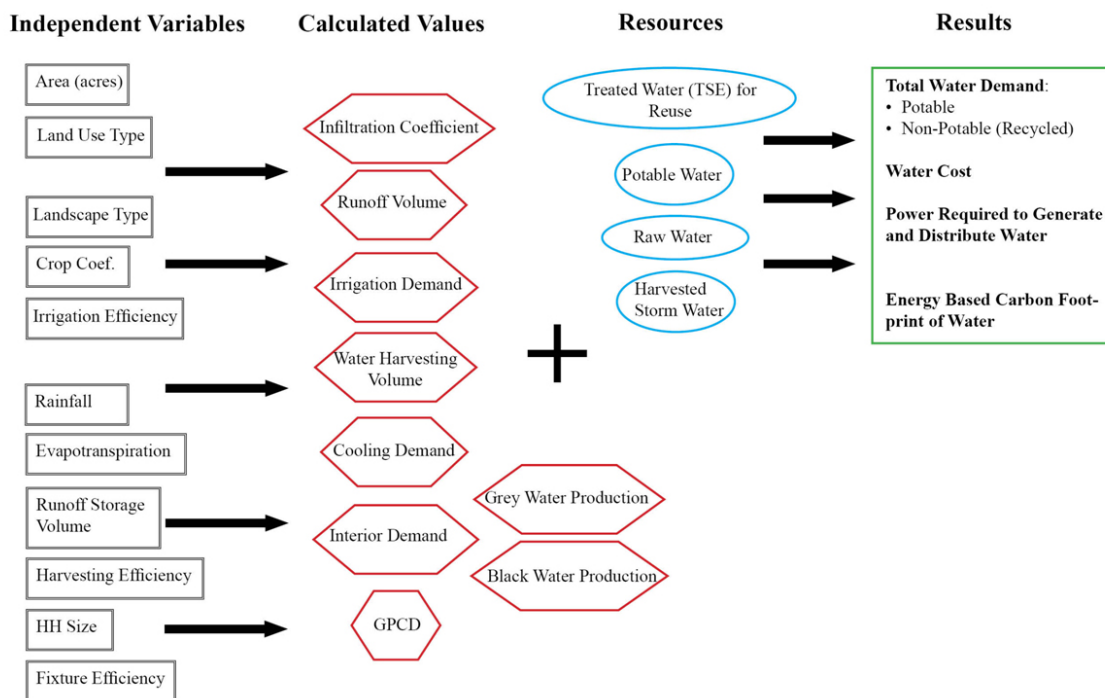 Independent Variables
Calculated Values
Resources
Results
Area (acres)
Land Use Type
Landscape Type
Crop Coef.
Irrigation Efficiency
Rainfall
Evapotranspiration
Runoff Storage
Volume
Harvesting Efficiency
HH Size
Fixture Efficiency
Infiltration Coefficient
Runoff Volume
Irrigation Demand
Water Harvesting
Volume
Cooling Demand
Interior Demand
GPCD
Grey Water Production
Black Water Production
Treated Water (TSE) for
Reuse
Potable Water
Raw Water
Harvested
Storm Water
Total Water Demand:
• Potable
• Non-Potable (Recycled)
Water Cost
Power Required to Generate
and Distribute Water
Energy Based Carbon Foot-
print of Water